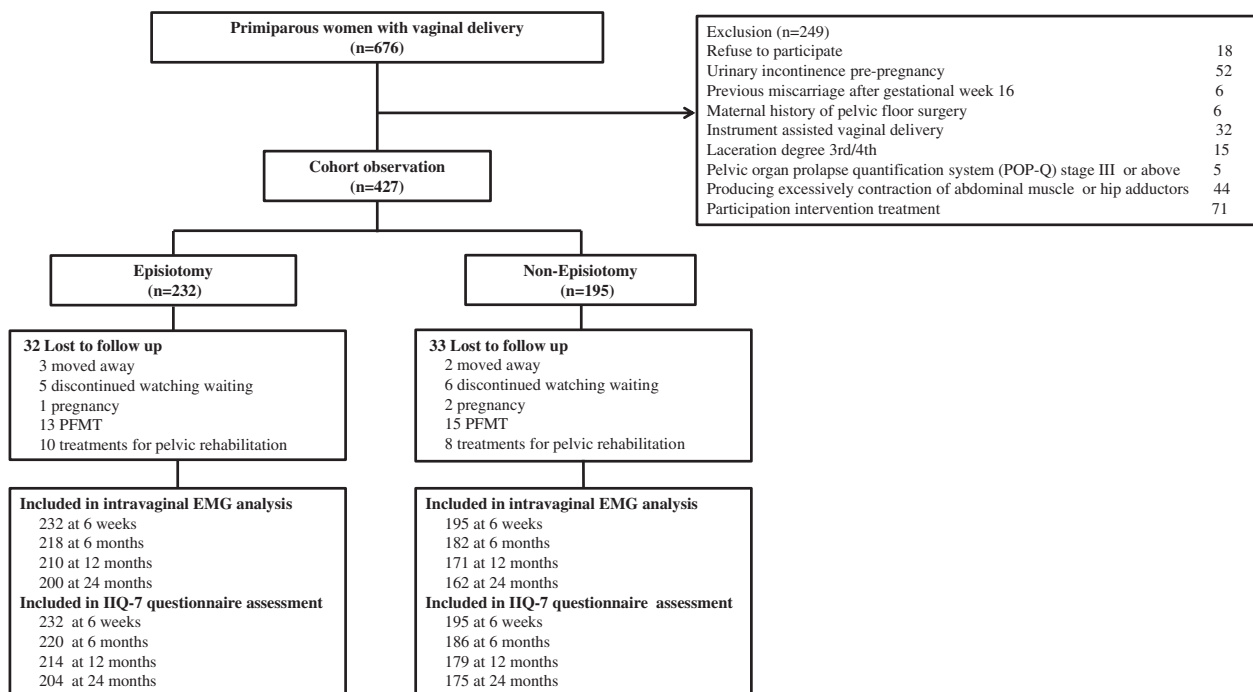 Primiparous women with vaginal delivery
(n=676)
Exclusion (n=249)
Refuse to participate 18
Urinary incontinence pre-pregnancy 52
Previous miscarriage after gestational week 16 6
Maternal history of pelvic floor surgery 6
Instrument assisted vaginal delivery 32
Laceration degree 3rd/4th 15
Pelvic organ prolapse quantification system (POP-Q) stage III or above 5
Producing excessively contraction of abdominal muscle or hip adductors 44
Participation intervention treatment 71
Cohort observation
(n=427)
Episiotomy
(n=232)
Non-Episiotomy
(n=195)
32 Lost to follow up
3 moved away
5 discontinued watching waiting
1 pregnancy
13 PFMT
10 treatments for pelvic rehabilitation
33 Lost to follow up
2 moved away
6 discontinued watching waiting
2 pregnancy
15 PFMT
8 treatments for pelvic rehabilitation
Included in intravaginal EMG analysis
232 at 6 weeks
218 at 6 months
210 at 12 months
200 at 24 months
Included in IIQ-7 questionnaire assessment
232 at 6 weeks
220 at 6 months
214 at 12 months
204 at 24 months
Included in intravaginal EMG analysis
195 at 6 weeks
182 at 6 months
171 at 12 months
162 at 24 months
Included in IIQ-7 questionnaire assessment
195 at 6 weeks
186 at 6 months
179 at 12 months
175 at 24 months